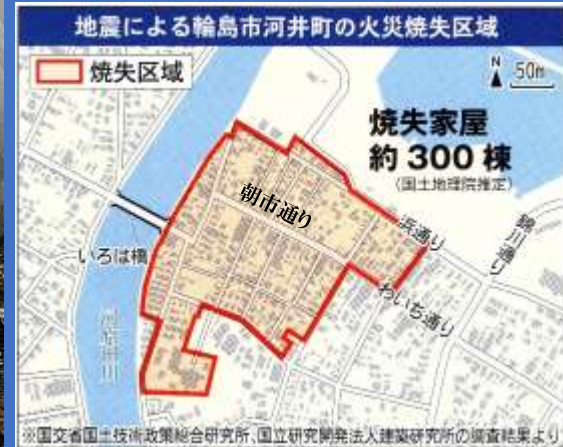 地震による輪島市河井町の火災焼失区域
焼失区域
N
50m
焼失家屋
約300棟
(国土地理院推定)
朝市通り
浜通り
錦川通り
いろは橋
わいち通り
※国交省国土技術政策総合研究所、国立研究開発法人建築研究所の調査結果より